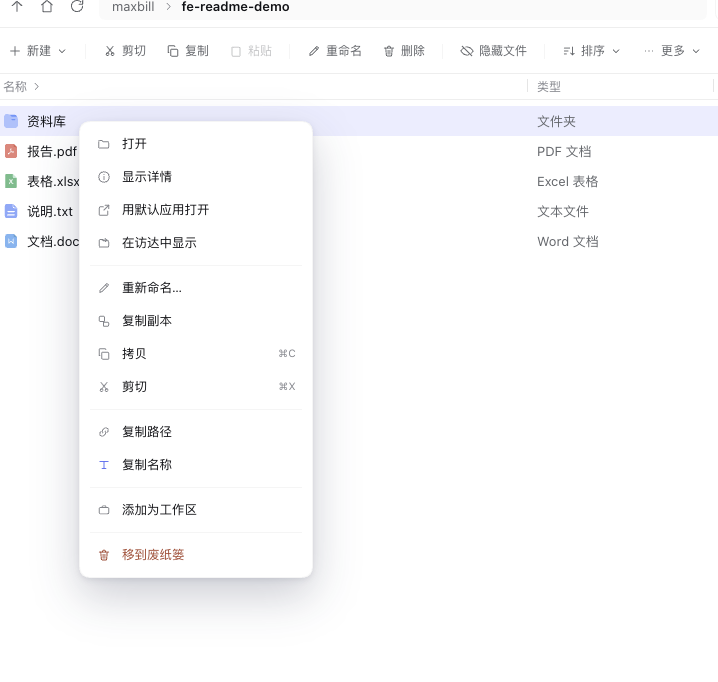 maxbill > fe-readme-demo
新建 剪切 复制 粘贴 重命名 删除 隐藏文件 排序 ··· 更多
名称 类型
资料库 文件夹
报告.pdf PDF 文档
表格.xlsx Excel 表格
说明.txt 文本文件
文档.doc Word 文档
打开
显示详情
用默认应用打开
在访达中显示
重新命名...
复制副本
拷贝 ⌘C
剪切 ⌘X
复制路径
复制名称
添加为工作区
移到废纸篓